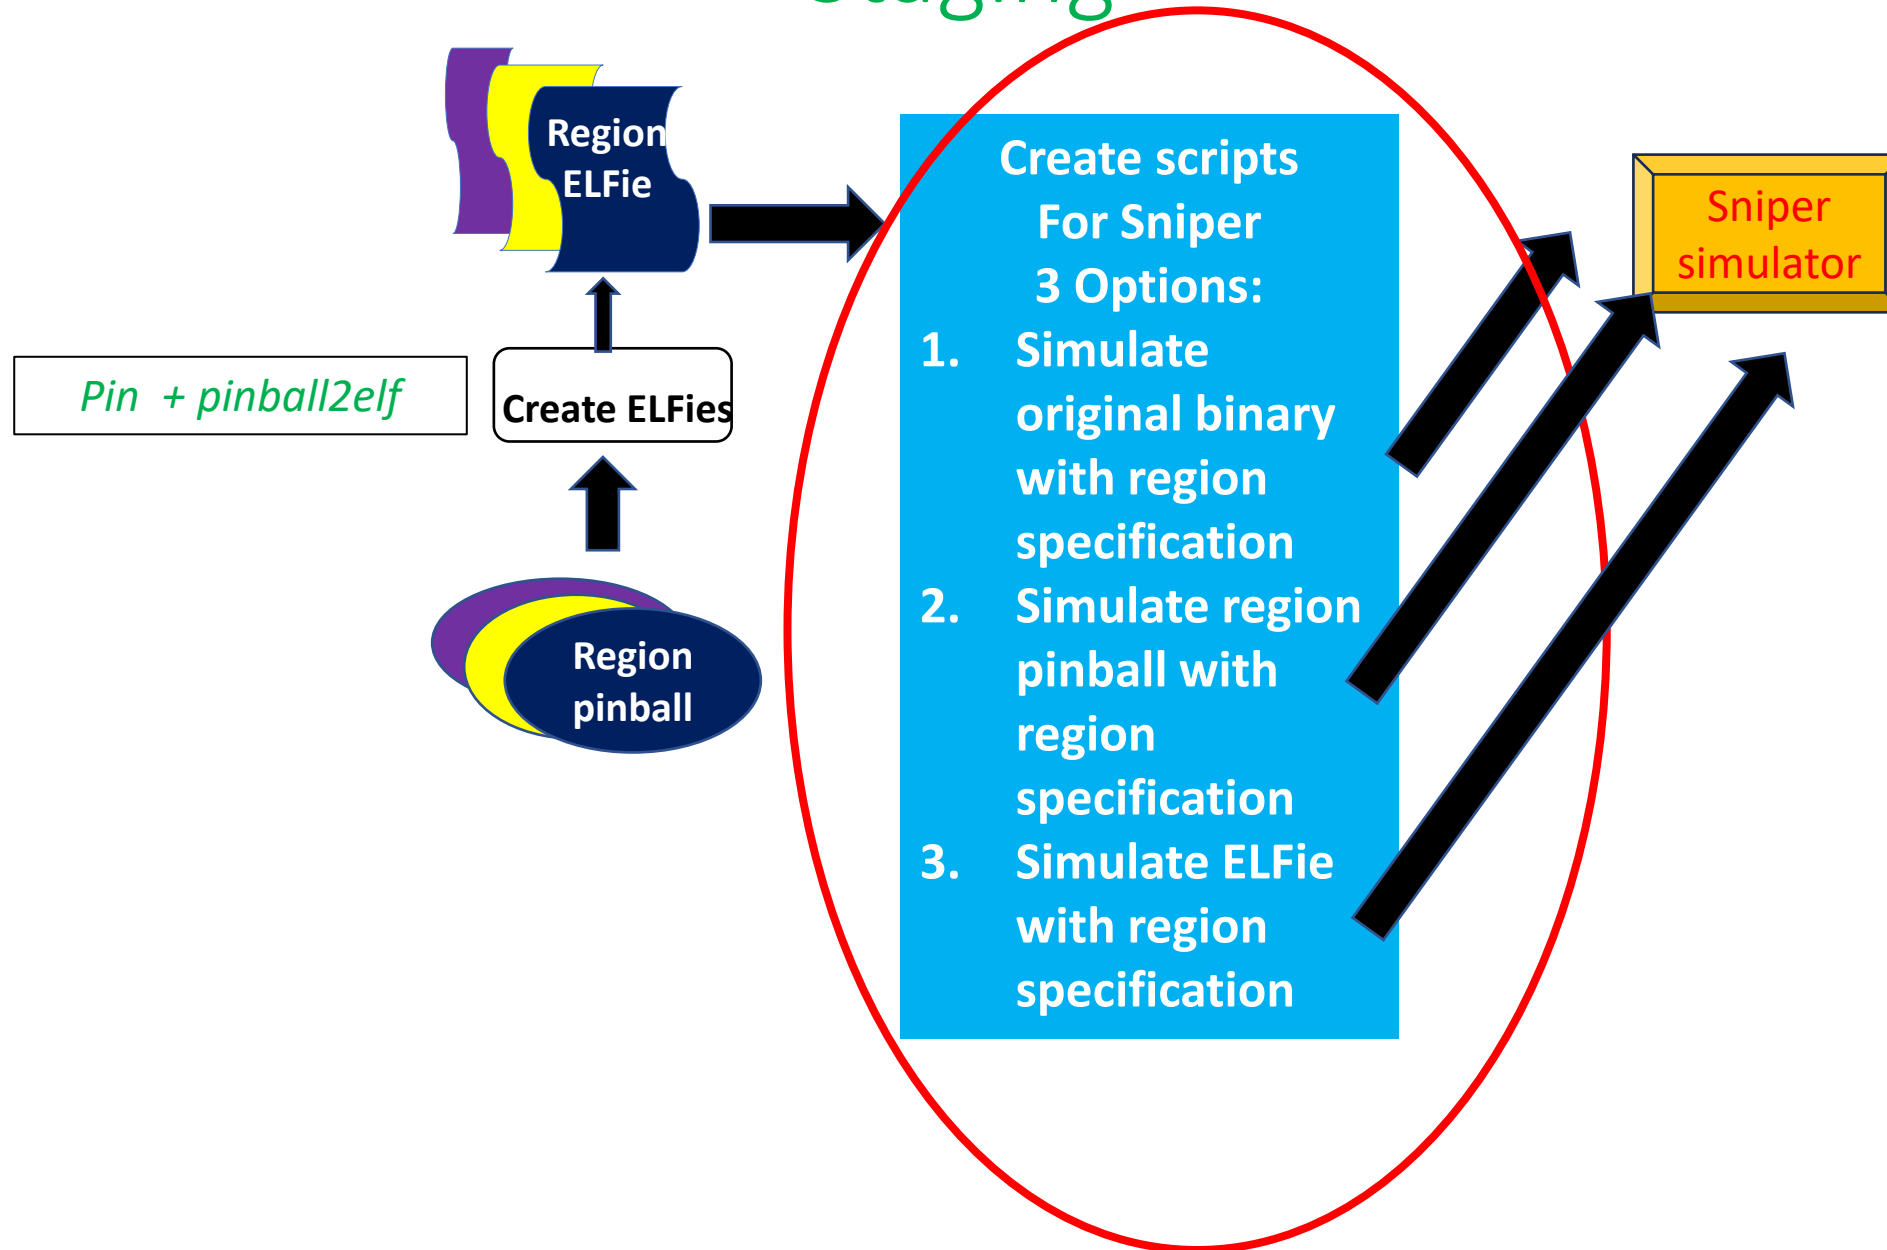 Staging
Region
ELFie
Pin + pinball2elf
Create ELFies
Region
pinball
Create scripts
For Sniper
3 Options:
1. Simulate
original binary
with region
specification
2. Simulate region
pinball with
region
specification
3. Simulate ELFie
with region
specification
Sniper
simulator